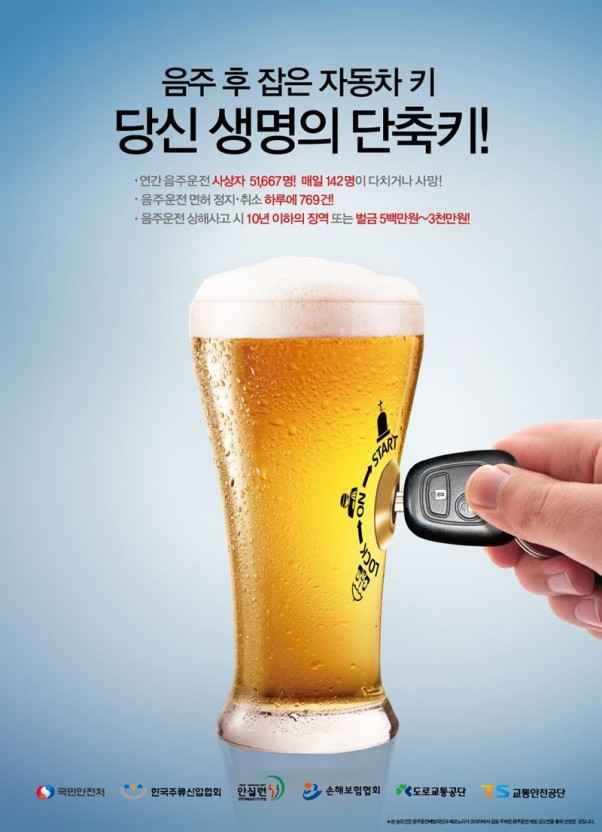 음주 후 잡은 자동차 키
당신 생명의 단축키!
·연간 음주운전 사상자 51,667명! 매일 142명이 다치거나 사망!
·음주운전 면허 정지·취소 하루에 769건!
·음주운전 상해사고 시 10년 이하의 징역 또는 벌금 5백만원~3천만원!
START
ON
LOCK
국민안전처 한국주류산업협회 안실련 손해보험협회 도로교통공단 TS 교통안전공단